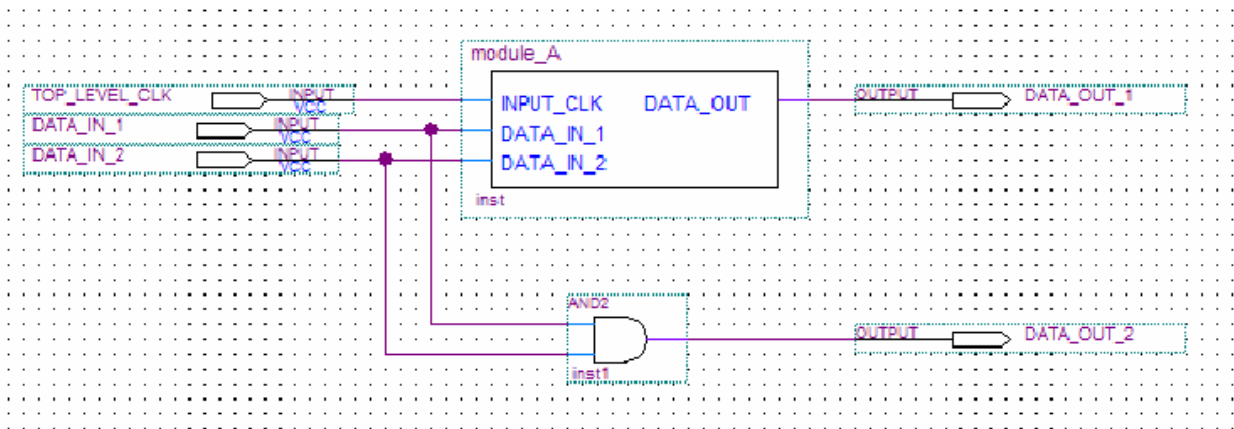 module_A
TOP_LEVEL_CLK INPUT VCC
DATA_IN_1 INPUT VCC
DATA_IN_2 INPUT VCC
INPUT_CLK DATA_OUT
DATA_IN_1
DATA_IN_2
inst
OUTPUT DATA_OUT_1
AND2
inst1
OUTPUT DATA_OUT_2